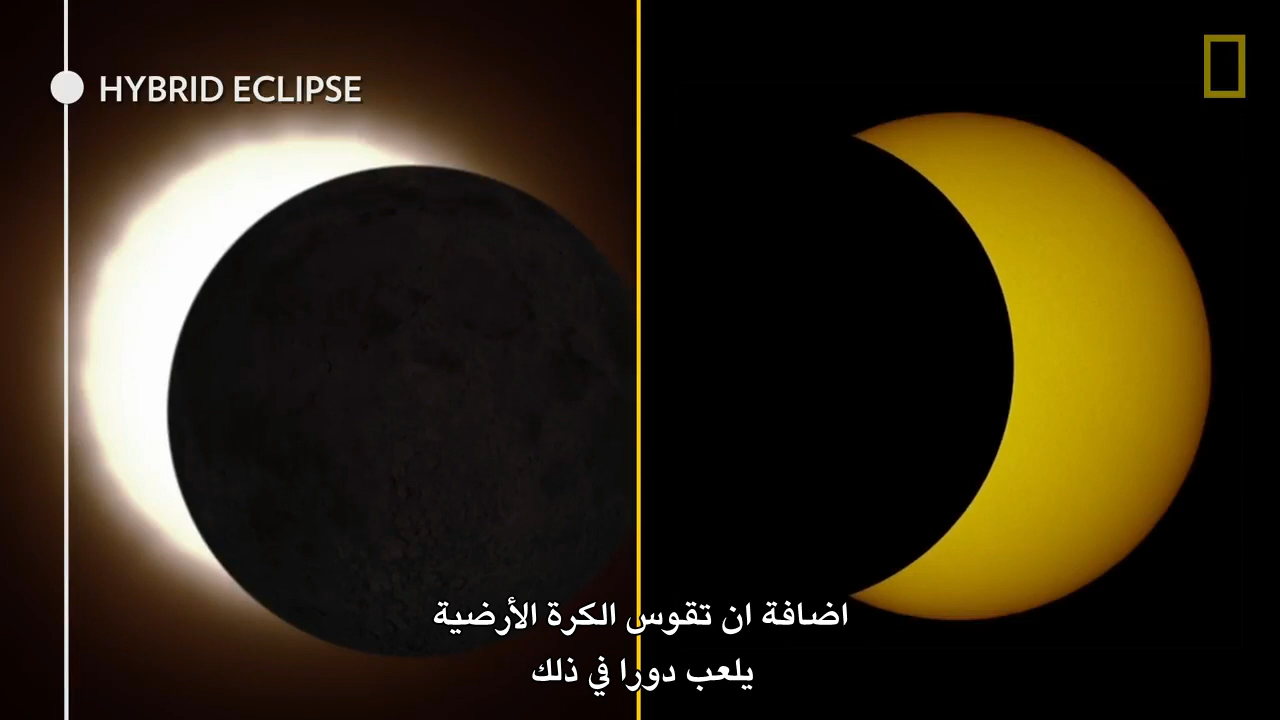 HYBRID ECLIPSE
اضافة ان تقوس الكرة الأرضية
يلعب دورا في ذلك